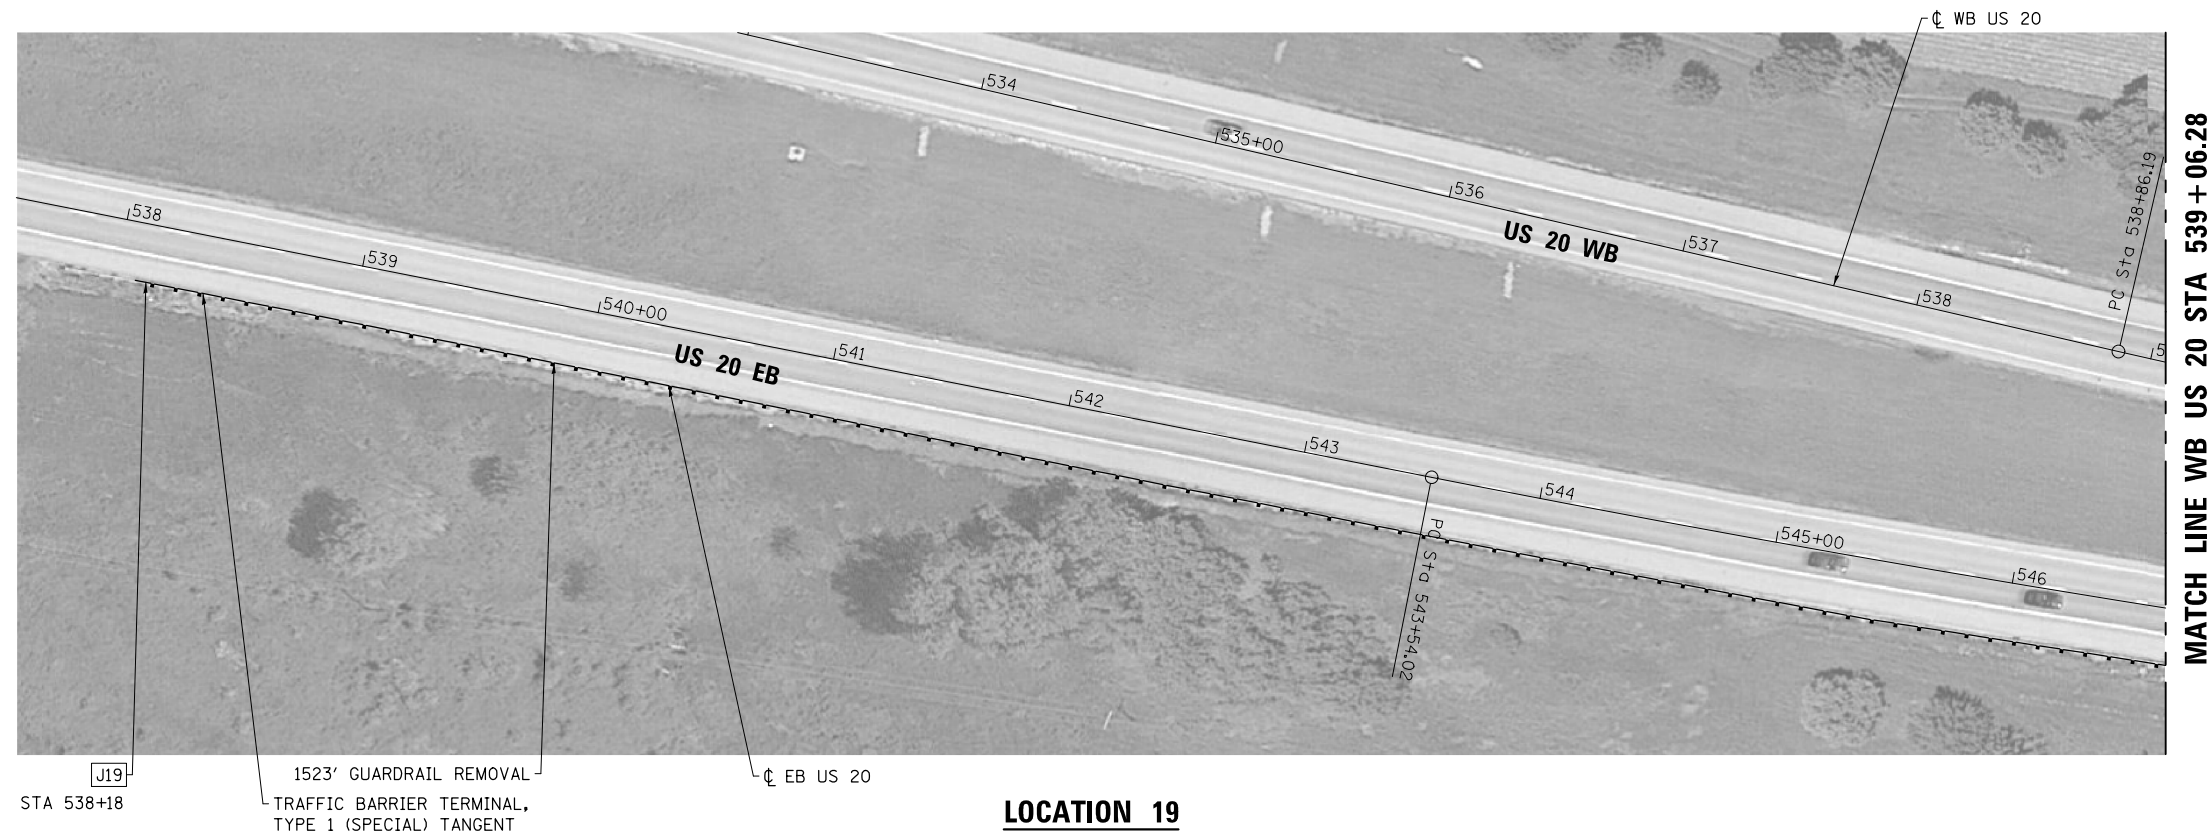 ℄ WB US 20
534
535+00
536
537
538
PC Sta 538+86.19
US 20 WB
538
539
540+00
541
542
543
544
545+00
546
US 20 EB
PC Sta 543+54.02
MATCH LINE WB US 20 STA 539+06.28
J19
STA 538+18
1523' GUARDRAIL REMOVAL
TRAFFIC BARRIER TERMINAL,
TYPE 1 (SPECIAL) TANGENT
℄ EB US 20
LOCATION 19